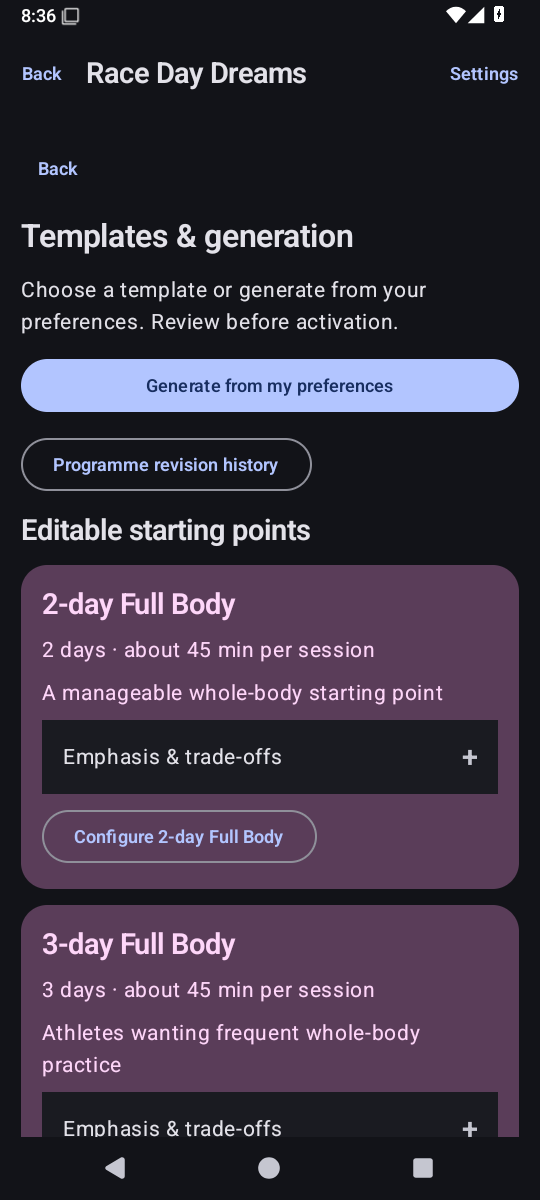 8:36
Back Race Day Dreams Settings
Back
Templates & generation
Choose a template or generate from your
preferences. Review before activation.
Generate from my preferences
Programme revision history
Editable starting points
2-day Full Body
2 days · about 45 min per session
A manageable whole-body starting point
Emphasis & trade-offs +
Configure 2-day Full Body
3-day Full Body
3 days · about 45 min per session
Athletes wanting frequent whole-body
practice
Emphasis & trade-offs +